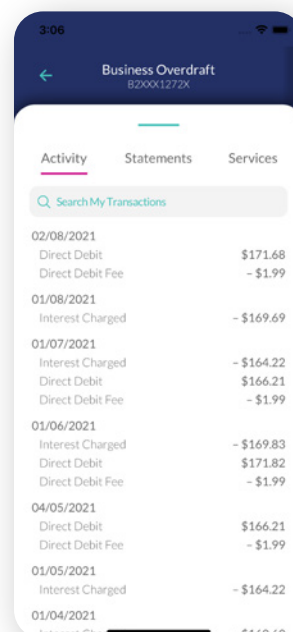 3:06
Business Overdraft
B2XXX1272X
Activity Statements Services
Search My Transactions
02/08/2021
Direct Debit $171.68
Direct Debit Fee – $1.99
01/08/2021
Interest Charged – $169.69
01/07/2021
Interest Charged – $164.22
Direct Debit $166.21
Direct Debit Fee – $1.99
01/06/2021
Interest Charged – $169.83
Direct Debit $171.82
Direct Debit Fee – $1.99
04/05/2021
Direct Debit $166.21
Direct Debit Fee – $1.99
01/05/2021
Interest Charged – $164.22
01/04/2021